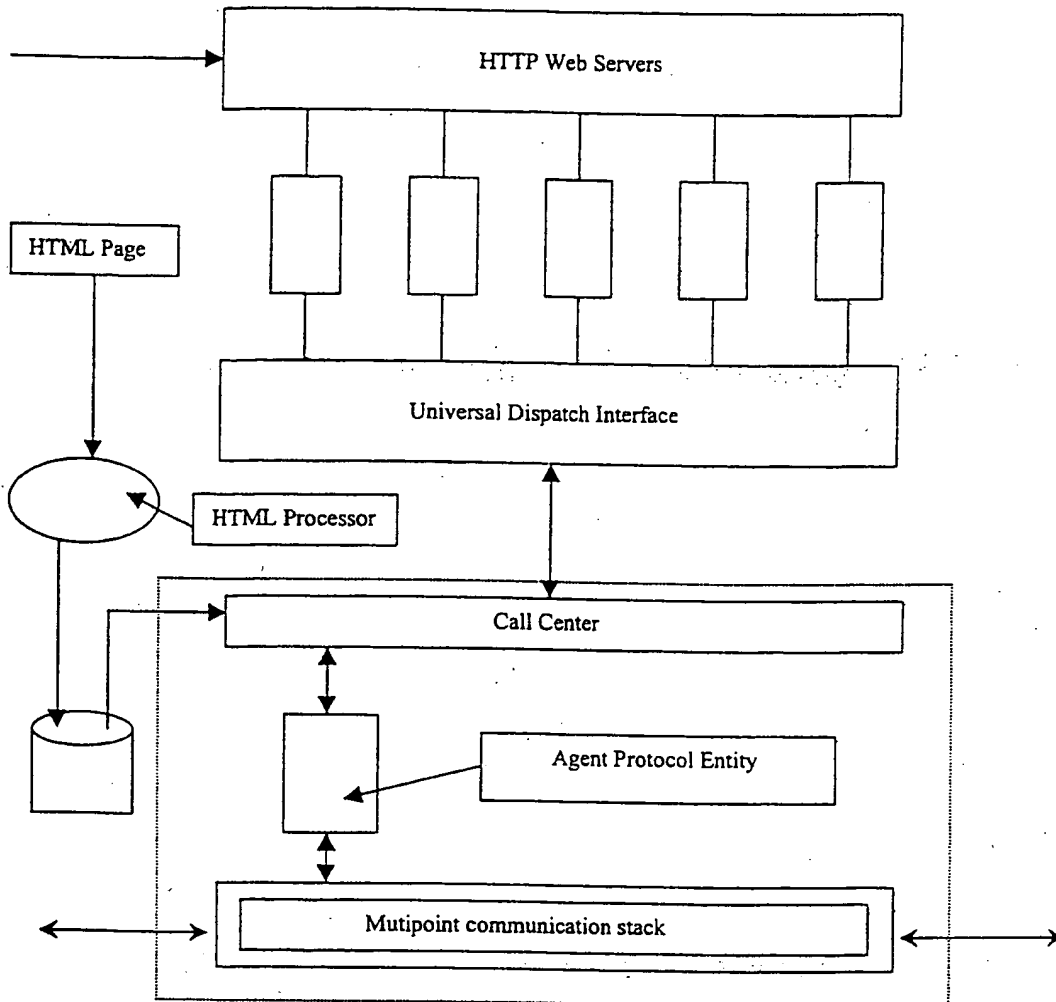 HTTP Web Servers
HTML Page
Universal Dispatch Interface
HTML Processor
Call Center
Agent Protocol Entity
Mutipoint communication stack